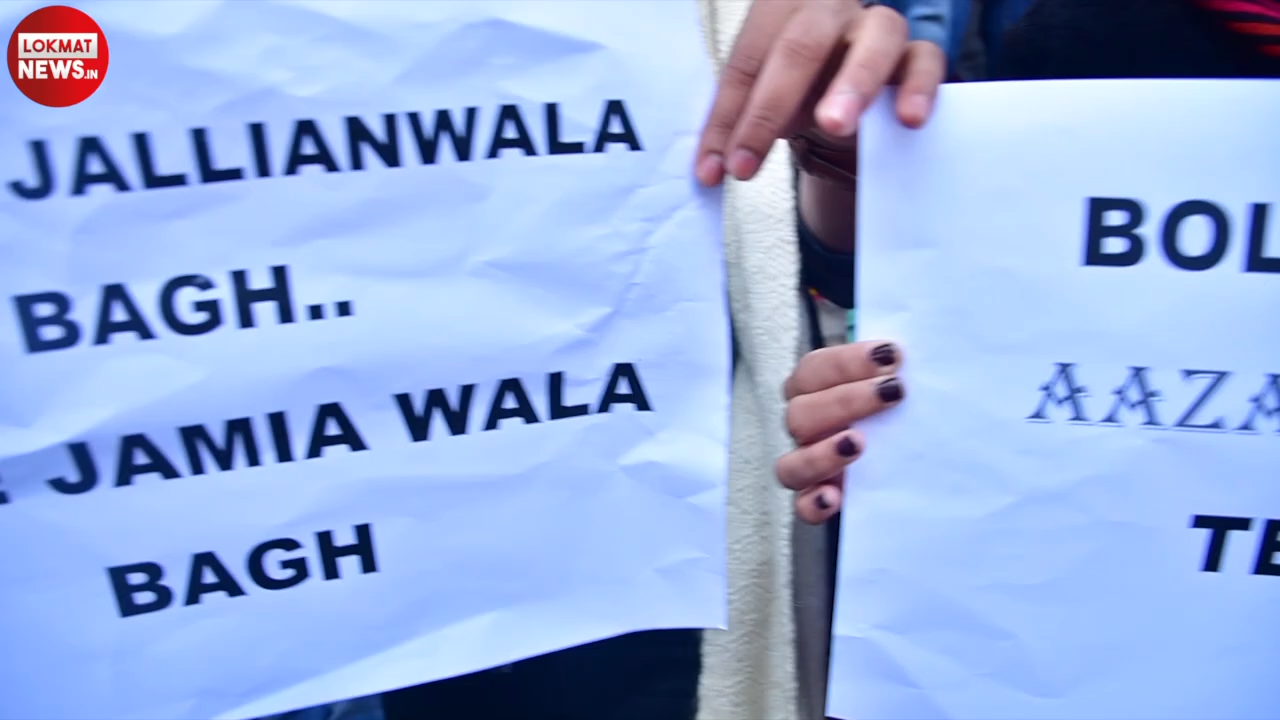 LOKMAT
NEWS.IN
JALLIANWALA
BAGH..
JAMIA WALA
BAGH
BOL
AAZA
TE